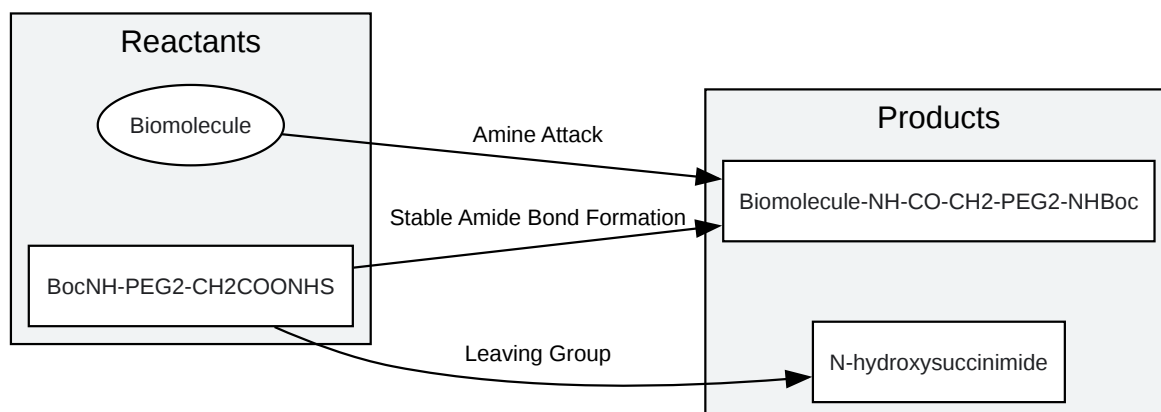 Reactants
Biomolecule
BocNH-PEG2-CH2COONHS
Amine Attack
Stable Amide Bond Formation
Leaving Group
Products
Biomolecule-NH-CO-CH2-PEG2-NHBoc
N-hydroxysuccinimide